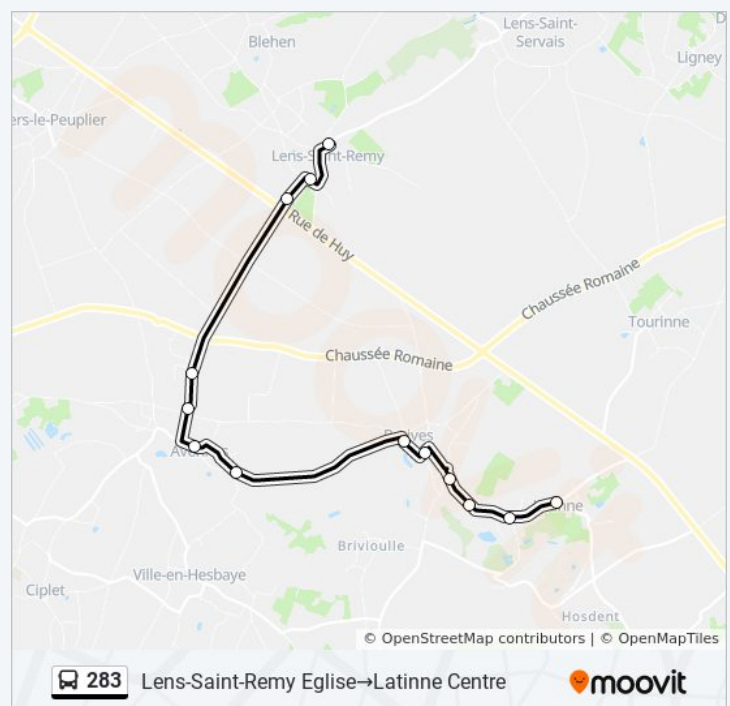 Blehen
Lens-Saint-
Servais
Ligney
ers-le-Peuplier
Lens-Saint-Remy
Rue de Huy
Chaussée Romaine
Tourinne
Chaussée Romaine
Brivioulle
Ville-en-Hesbaye
Ciplet
Hosdent
© OpenStreetMap contributors | © OpenMapTiles
283 Lens-Saint-Remy Eglise→Latinne Centre moovit